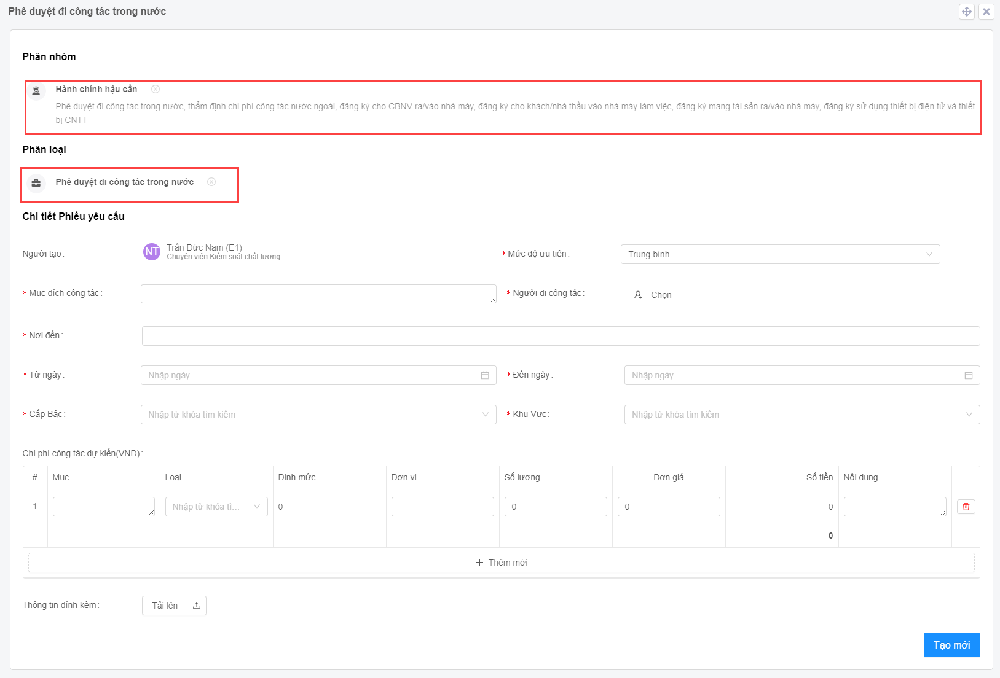 Phê duyệt đi công tác trong nước
Phân nhóm
Hành chính hậu cần
Phê duyệt đi công tác trong nước, thẩm định chi phí công tác nước ngoài, đăng ký cho CBNV ra/vào nhà máy, đăng ký cho khách/nhà thầu vào nhà máy làm việc, đăng ký mang tài sản ra/vào nhà máy, đăng ký sử dụng thiết bị điện tử và thiết
bị CNTT
Phân loại
Phê duyệt đi công tác trong nước
Chi tiết Phiếu yêu cầu
Người tạo: NT Trần Đức Nam (E1) * Mức độ ưu tiên: Trung bình
Chuyên viên Kiểm soát chất lượng
* Mục đích công tác: * Người đi công tác: Chọn
* Nơi đến:
* Từ ngày: Nhập ngày * Đến ngày: Nhập ngày
* Cấp Bậc: Nhập từ khóa tìm kiếm * Khu Vực: Nhập từ khóa tìm kiếm
Chi phí công tác dự kiến(VND):
# Mục Loại Định mức Đơn vị Số lượng Đơn giá Số tiền Nội dung
1 Nhập từ khóa tì... 0 0 0 0
0
+ Thêm mới
Thông tin đính kèm: Tải lên
Tạo mới